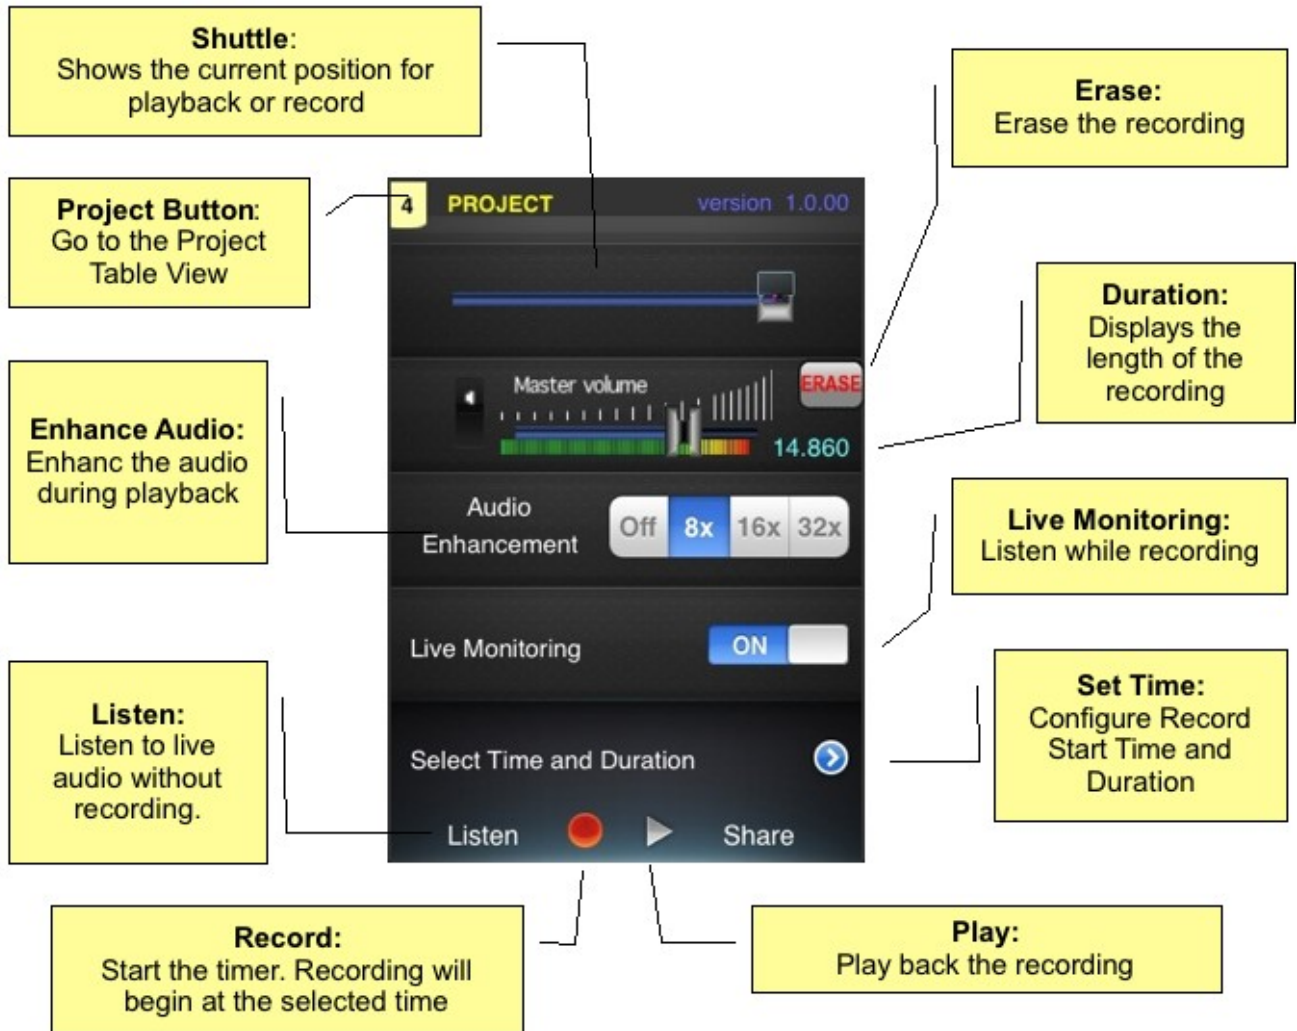 Shuttle:
Shows the current position for
playback or record
Erase:
Erase the recording
Project Button:
Go to the Project
Table View
4 PROJECT version 1.0.00
Duration:
Displays the
length of the
recording
Master volume
ERASE
14.860
Enhance Audio:
Enhanc the audio
during playback
Audio
Enhancement
Off 8x 16x 32x
Live Monitoring:
Listen while recording
Live Monitoring ON
Set Time:
Configure Record
Start Time and
Duration
Listen:
Listen to live
audio without
recording.
Select Time and Duration
Listen Share
Record:
Start the timer. Recording will
begin at the selected time
Play:
Play back the recording